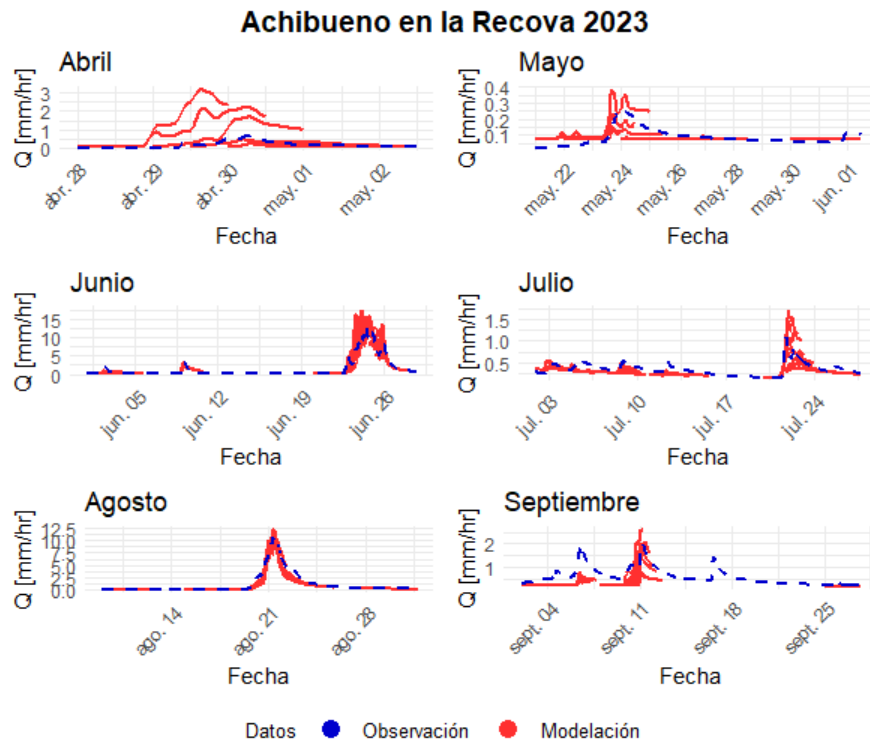 Achibueno en la Recova 2023
Abril
Q [mm/hr]
3
2
1
0
abr. 28
abr. 29
abr. 30
may. 01
may. 02
Fecha
Mayo
Q [mm/hr]
0.4
0.3
0.2
0.1
may. 22
may. 24
may. 26
may. 28
may. 30
jun. 01
Fecha
Junio
Q [mm/hr]
15
10
5
0
jun. 05
jun. 12
jun. 19
jun. 26
Fecha
Julio
Q [mm/hr]
1.5
1.0
0.5
jul. 03
jul. 10
jul. 17
jul. 24
Fecha
Agosto
Q [mm/hr]
12.5
10.0
7.5
5.0
2.5
0.0
ago. 14
ago. 21
ago. 28
Fecha
Septiembre
Q [mm/hr]
2
1
sept. 04
sept. 11
sept. 18
sept. 25
Fecha
Datos Observación Modelación